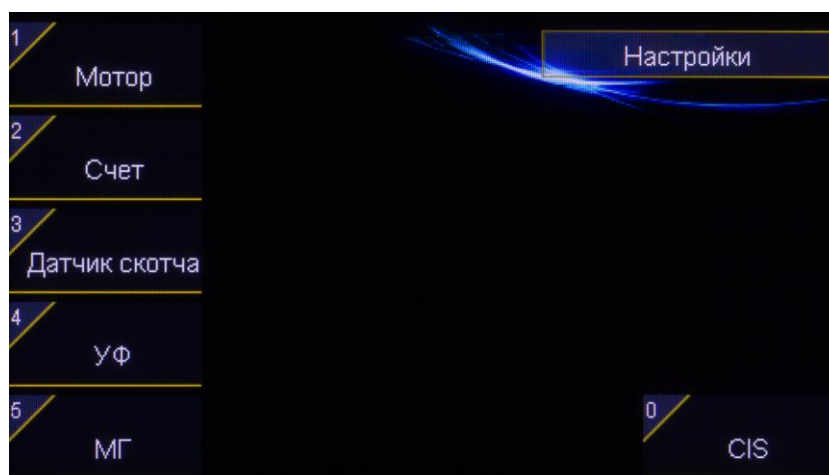 Настройки
1
Мотор
2
Счет
3
Датчик скотча
4
УФ
5
МГ
0
CIS